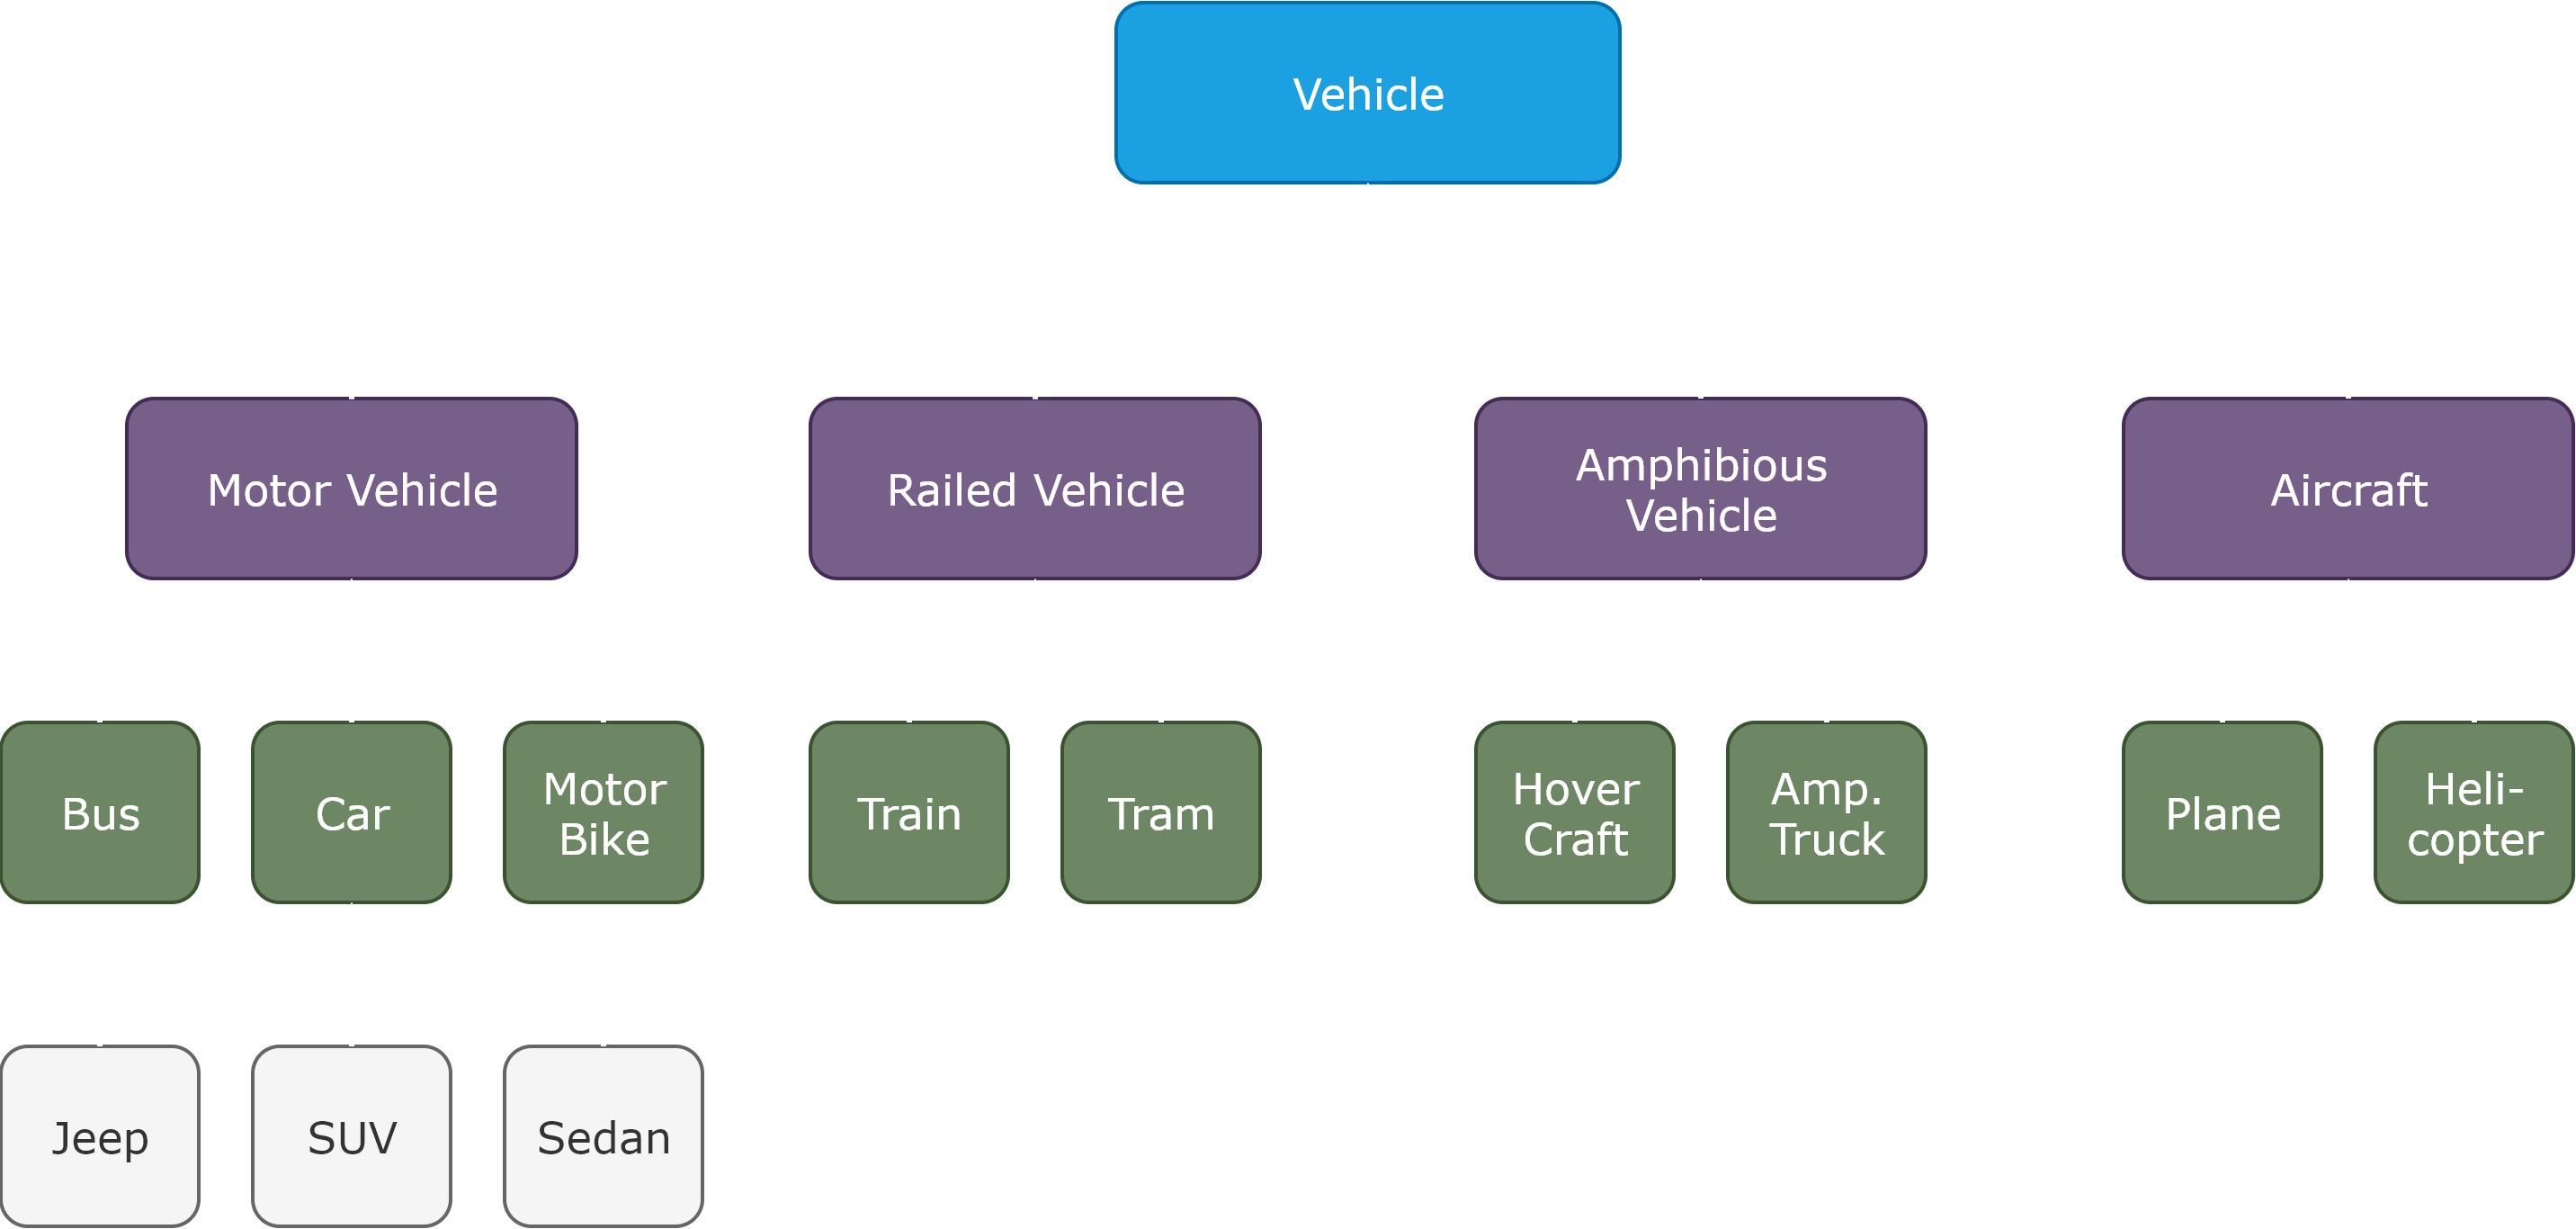 Vehicle
Motor Vehicle
Railed Vehicle
Amphibious
Vehicle
Aircraft
Bus
Car
Motor
Bike
Train
Tram
Hover
Craft
Amp.
Truck
Plane
Heli-
copter
Jeep
SUV
Sedan